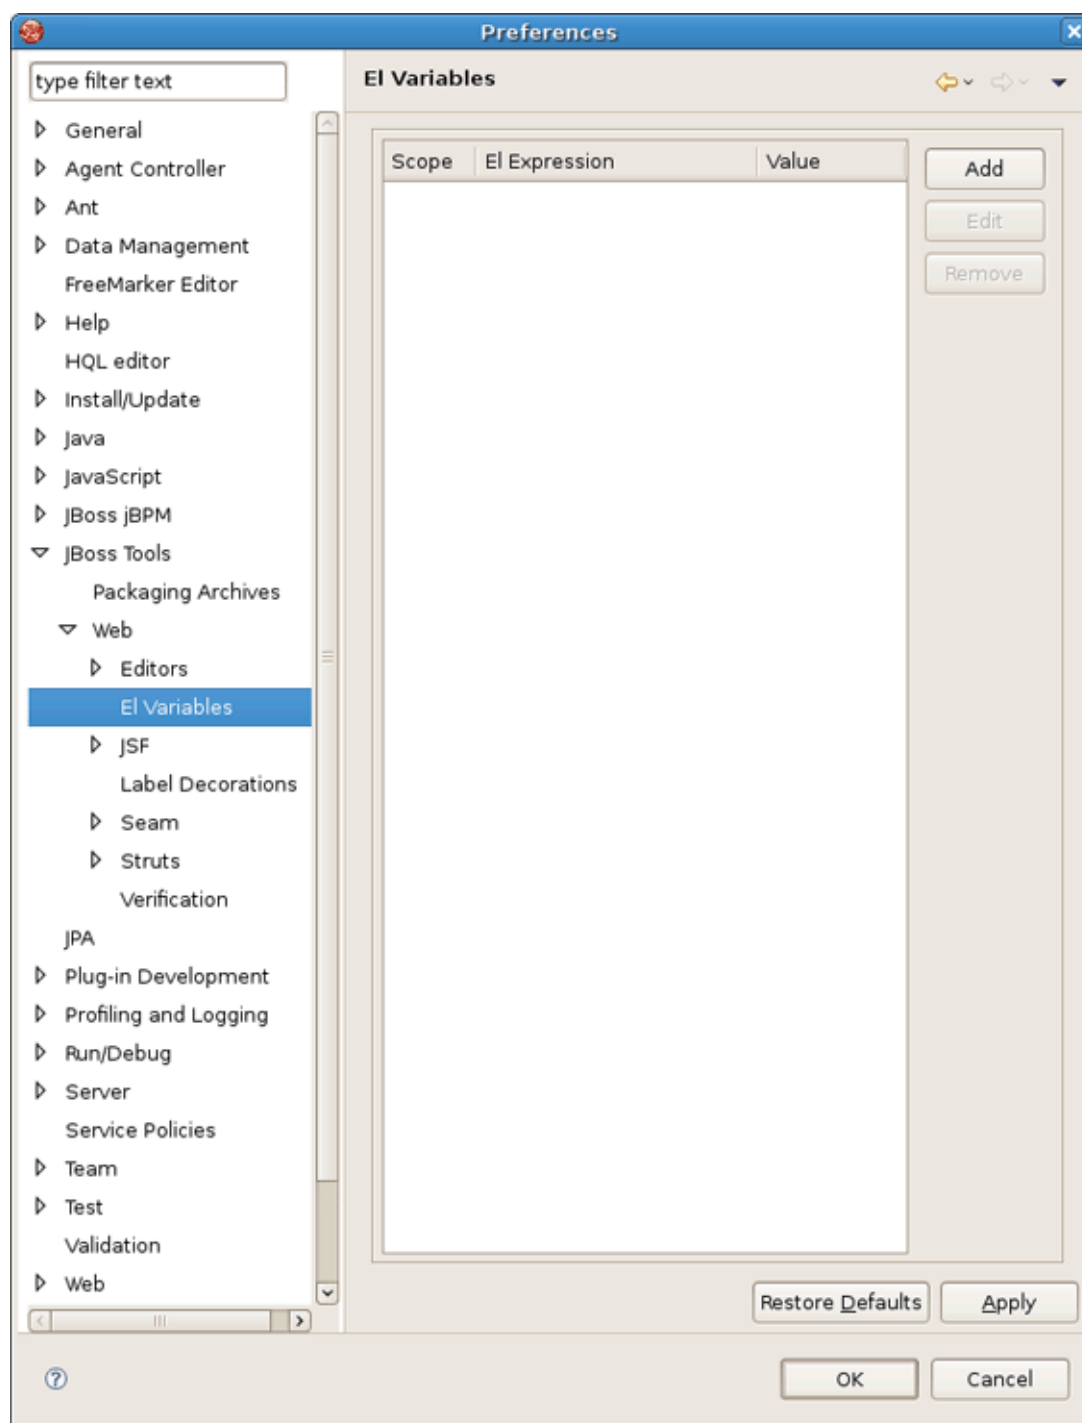 Preferences
type filter text
General
Agent Controller
Ant
Data Management
FreeMarker Editor
Help
HQL editor
Install/Update
Java
JavaScript
JBoss jBPM
JBoss Tools
Packaging Archives
Web
Editors
El Variables
JSF
Label Decorations
Seam
Struts
Verification
JPA
Plug-in Development
Profiling and Logging
Run/Debug
Server
Service Policies
Team
Test
Validation
Web
El Variables
Scope El Expression Value
Add
Edit
Remove
Restore Defaults Apply
OK Cancel